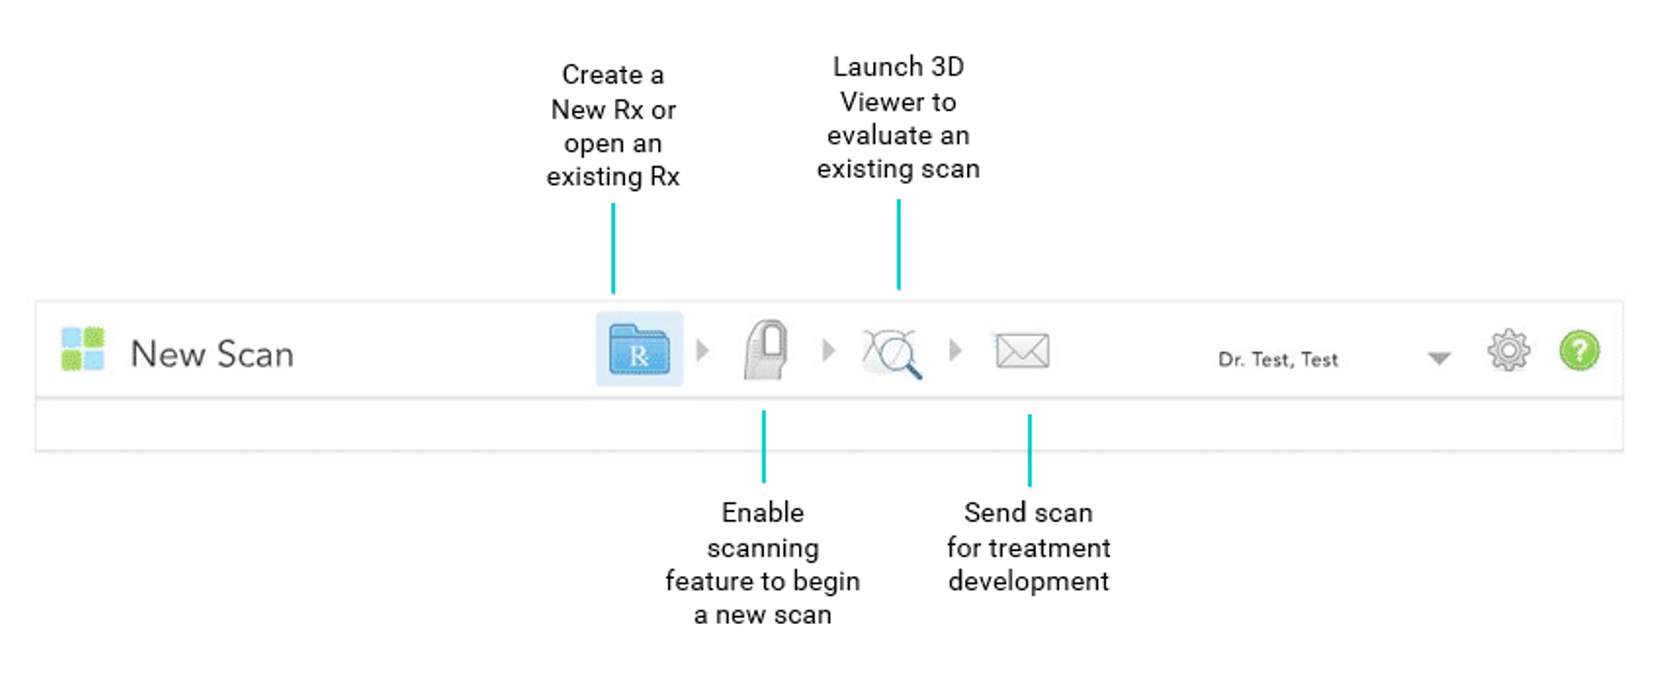 Create a
New Rx or
open an
existing Rx
Launch 3D
Viewer to
evaluate an
existing scan
New Scan
Rx
Dr. Test, Test
?
Enable
scanning
feature to begin
a new scan
Send scan
for treatment
development